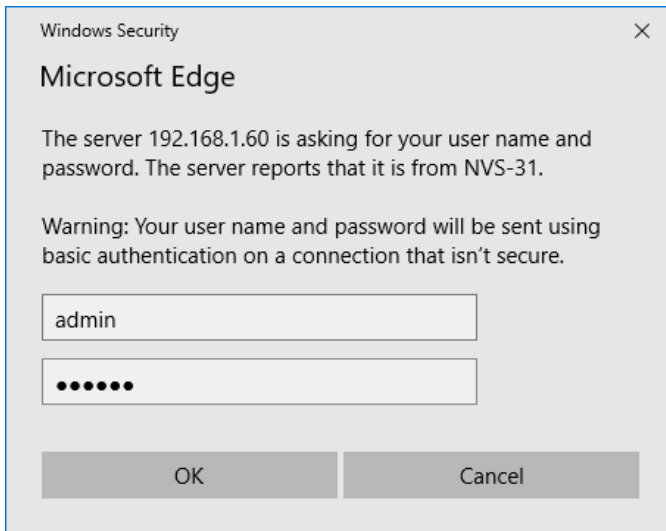 Windows Security
Microsoft Edge
The server 192.168.1.60 is asking for your user name and
password. The server reports that it is from NVS-31.
Warning: Your user name and password will be sent using
basic authentication on a connection that isn’t secure.
admin
●●●●●●
OK Cancel